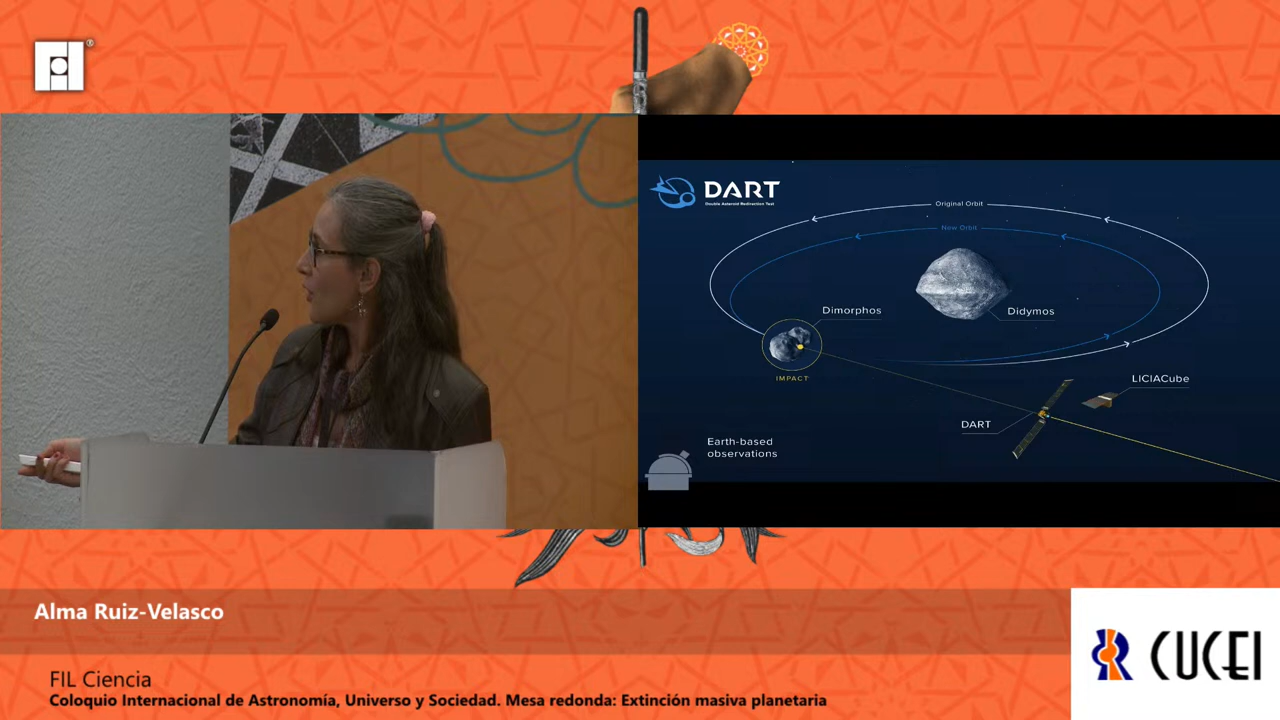 ®
DART
Double Asteroid Redirection Test
Original Orbit
New Orbit
Dimorphos
Didymos
IMPACT
LICIACube
DART
Earth-based
observations
Alma Ruiz-Velasco
FIL Ciencia
Coloquio Internacional de Astronomía, Universo y Sociedad. Mesa redonda: Extinción masiva planetaria
CUCEI